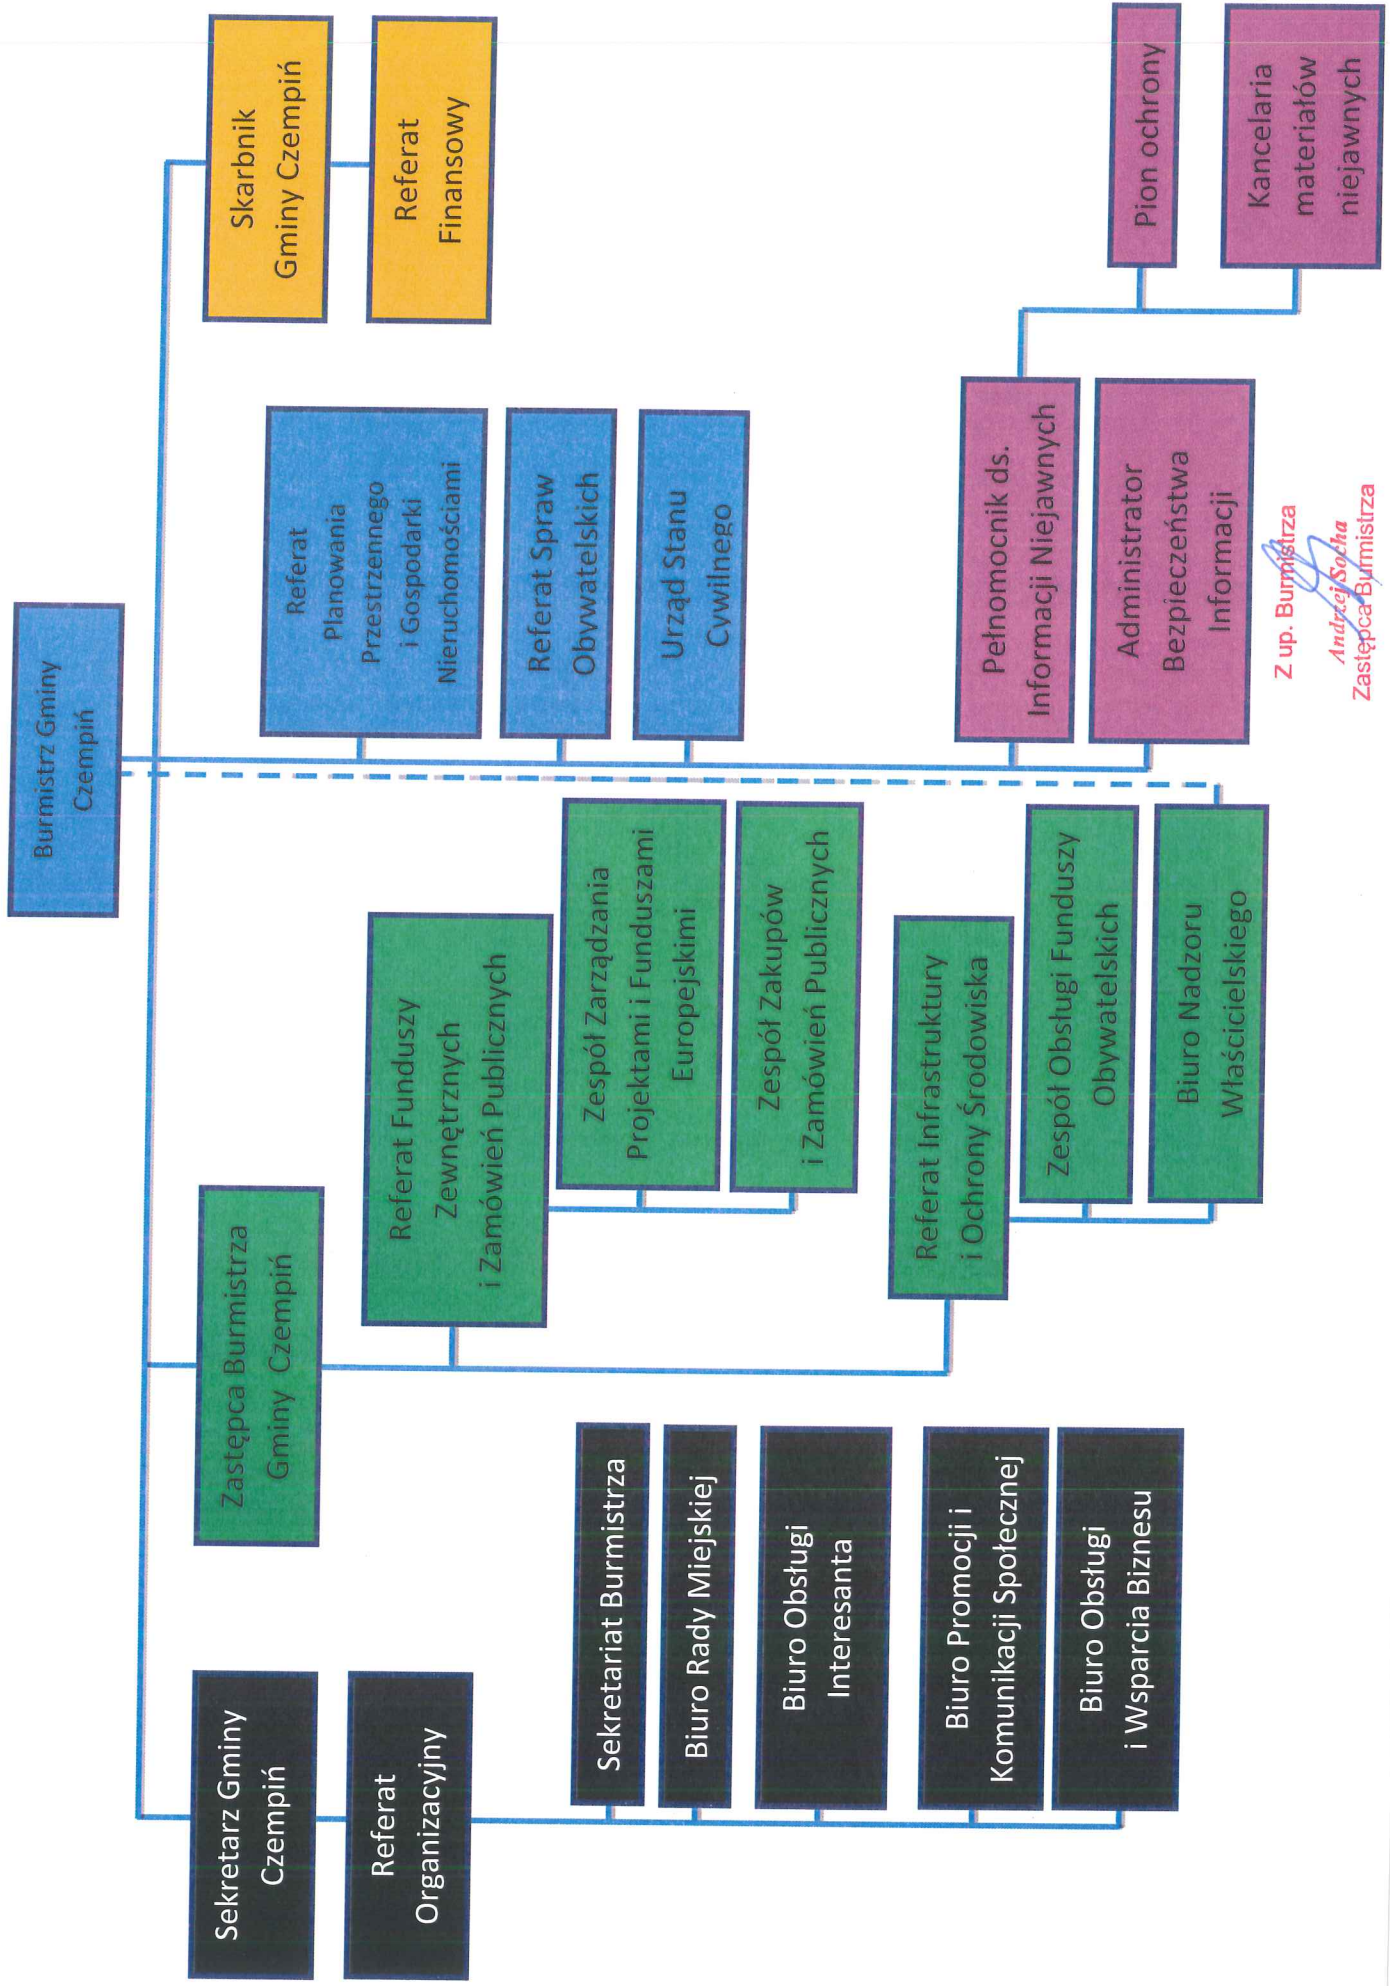 Burmistrz Gminy
Czempiń
Sekretarz Gminy
Czempiń
Referat
Organizacyjny
Sekretariat Burmistrza
Biuro Rady Miejskiej
Biuro Obsługi
Interesanta
Biuro Promocji i
Komunikacji Społecznej
Biuro Obsługi
i Wsparcia Biznesu
Zastępca Burmistrza
Gminy Czempiń
Referat Funduszy
Zewnętrznych
i Zamówień Publicznych
Zespół Zarządzania
Projektami i Funduszami
Europejskimi
Zespół Zakupów
i Zamówień Publicznych
Referat Infrastruktury
i Ochrony Środowiska
Zespół Obsługi Funduszy
Obywatelskich
Biuro Nadzoru
Właścicielskiego
Referat
Planowania
Przestrzennego
i Gospodarki
Nieruchomościami
Referat Spraw
Obywatelskich
Urząd Stanu
Cywilnego
Pełnomocnik ds.
Informacji Niejawnych
Administrator
Bezpieczeństwa
Informacji
Skarbnik
Gminy Czempiń
Referat
Finansowy
Pion ochrony
Kancelaria
materiałów
niejawnych
Z up. Burmistrza
Andrzej Socha
Zastępca Burmistrza